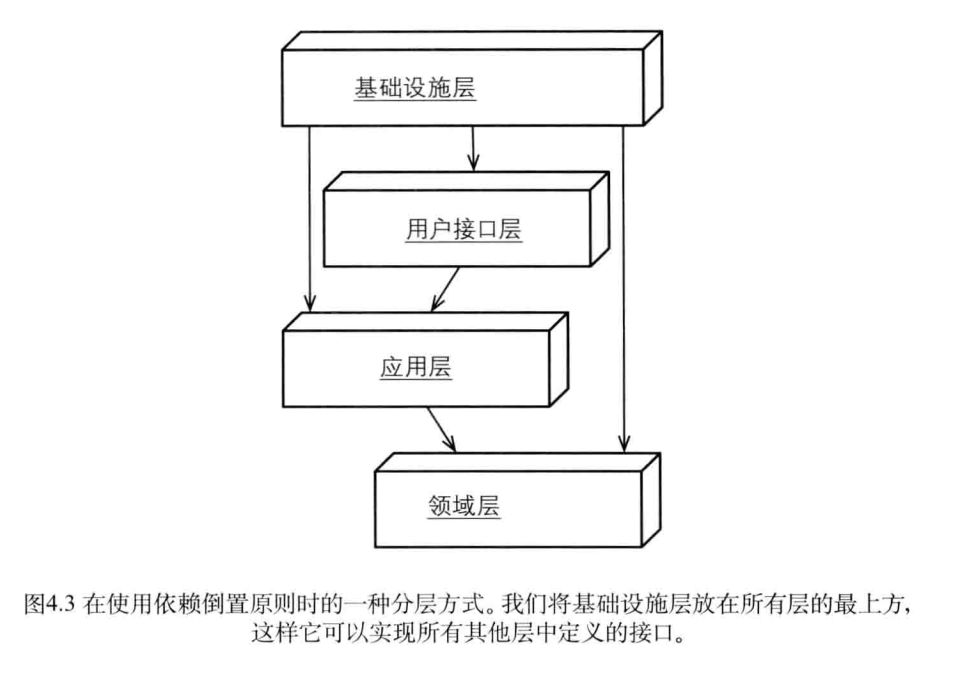 基础设施层
用户接口层
应用层
领域层
图4.3 在使用依赖倒置原则时的一种分层方式。我们将基础设施层放在所有层的最上方，
这样它可以实现所有其他层中定义的接口。